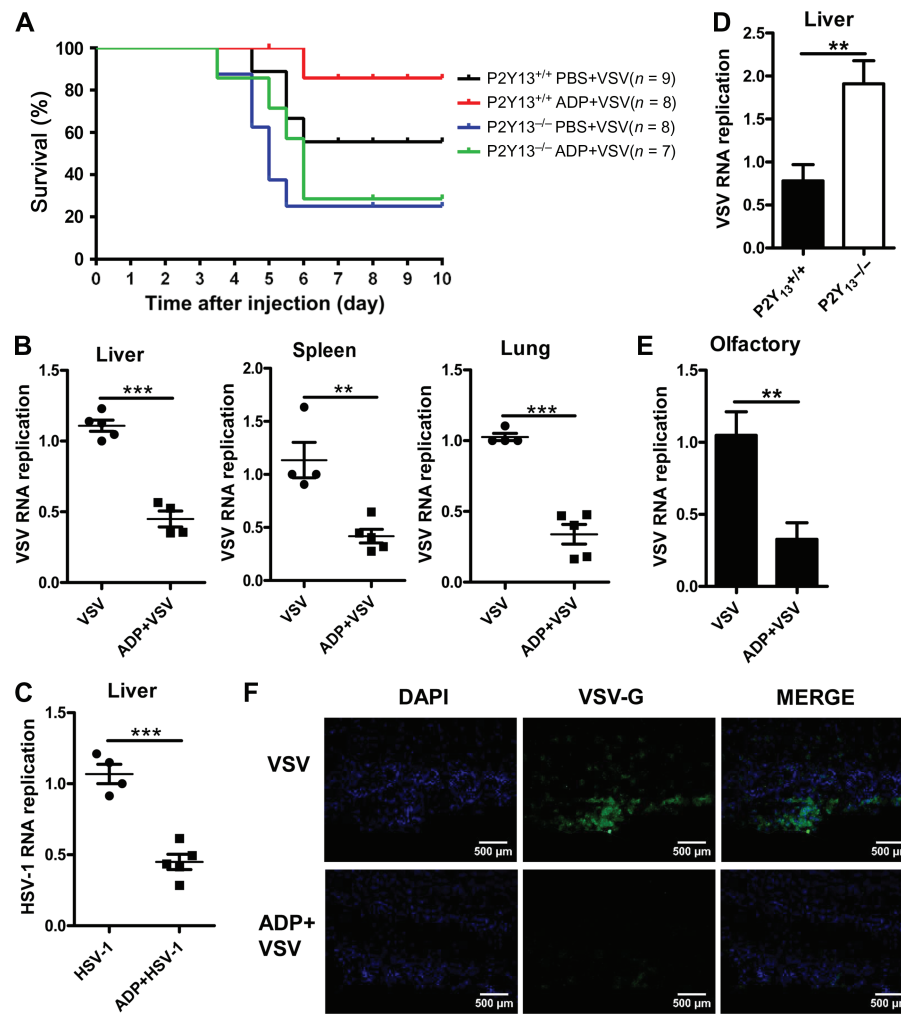 A
Survival (%)
100
80
60
40
20
0
0 1 2 3 4 5 6 7 8 9 10
Time after injection (day)
P2Y13+/+ PBS+VSV(n = 9)
P2Y13+/+ ADP+VSV(n = 8)
P2Y13–/– PBS+VSV(n = 8)
P2Y13–/– ADP+VSV(n = 7)
D
Liver
VSV RNA replication
2.5
2.0
1.5
1.0
0.5
0.0
**
P2Y13+/+
P2Y13–/–
B
Liver
VSV RNA replication
1.5
1.0
0.5
0.0
***
VSV
ADP+VSV
Spleen
VSV RNA replication
2.0
1.5
1.0
0.5
0.0
**
VSV
ADP+VSV
Lung
VSV RNA replication
1.5
1.0
0.5
0.0
***
VSV
ADP+VSV
E
Olfactory
VSV RNA replication
1.5
1.0
0.5
0.0
**
VSV
ADP+VSV
C
Liver
HSV-1 RNA replication
1.5
1.0
0.5
0.0
***
HSV-1
ADP+HSV-1
F
DAPI VSV-G MERGE
VSV
500 µm 500 µm 500 µm
ADP+
VSV
500 µm 500 µm 500 µm